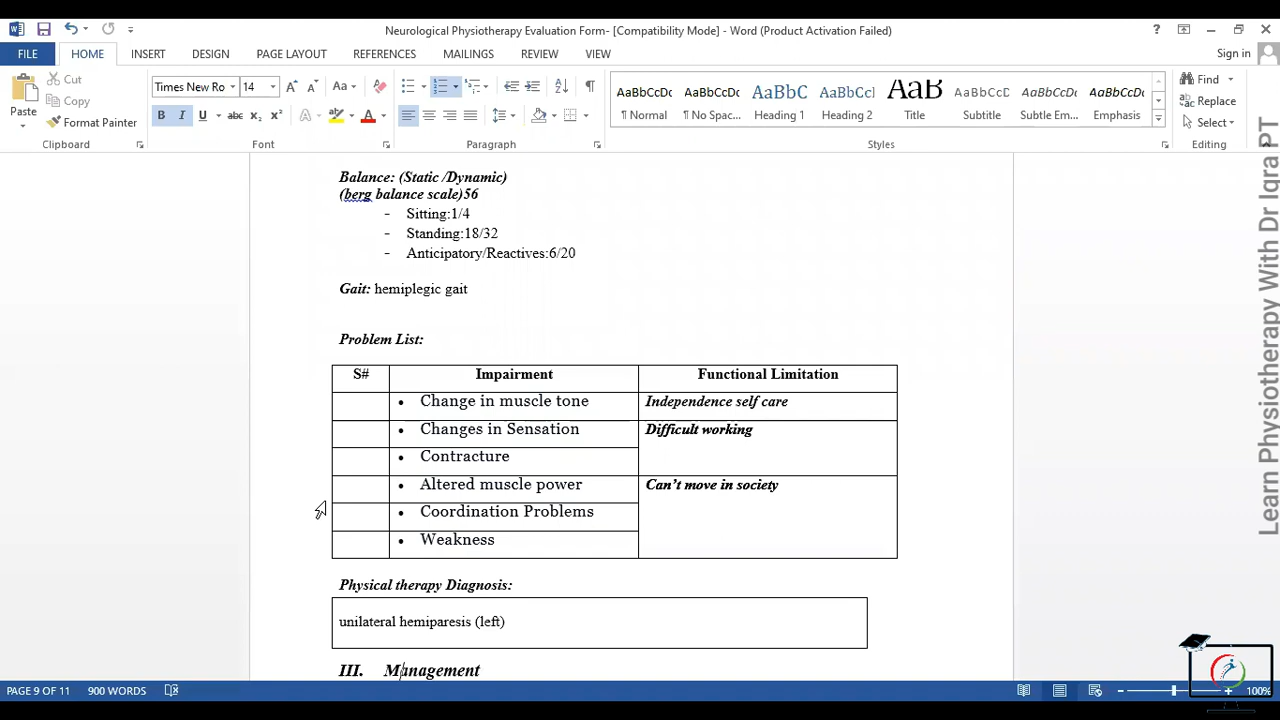 Neurological Physiotherapy Evaluation Form- [Compatibility Mode] - Word (Product Activation Failed)
FILE HOME INSERT DESIGN PAGE LAYOUT REFERENCES MAILINGS REVIEW VIEW Sign in
Paste
Cut
Copy
Format Painter
Clipboard
Times New Ro 14
Font
Paragraph
AaBbCcDc AaBbCcDc AaBbC AaBbCcI AaB AaBbCcD AaBbCcDc AaBbCcDc
¶ Normal ¶ No Spac... Heading 1 Heading 2 Title Subtitle Subtle Em... Emphasis
Styles
Find
Replace
Select
Editing
Balance: (Static /Dynamic)
(berg balance scale)56
- Sitting:1/4
- Standing:18/32
- Anticipatory/Reactives:6/20
Gait: hemiplegic gait
Problem List:
S# Impairment Functional Limitation
• Change in muscle tone Independence self care
• Changes in Sensation Difficult working
• Contracture
• Altered muscle power Can't move in society
• Coordination Problems
• Weakness
Physical therapy Diagnosis:
unilateral hemiparesis (left)
III. Management
PAGE 9 OF 11 900 WORDS 100%
Learn Physiotherapy With Dr Iqra PT